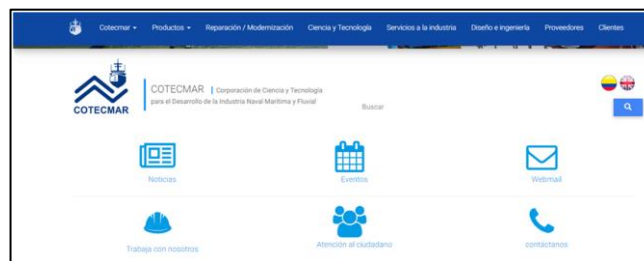 Cotecmar Productos Reparación / Modernización Ciencia y Tecnología Servicios a la industria Diseño e ingeniería Proveedores Clientes
COTECMAR
COTECMAR | Corporación de Ciencia y Tecnología
para el Desarrollo de la Industria Naval Marítima y Fluvial
Buscar
Noticias Eventos Webmail
Trabaja con nosotros Atención al ciudadano contáctanos